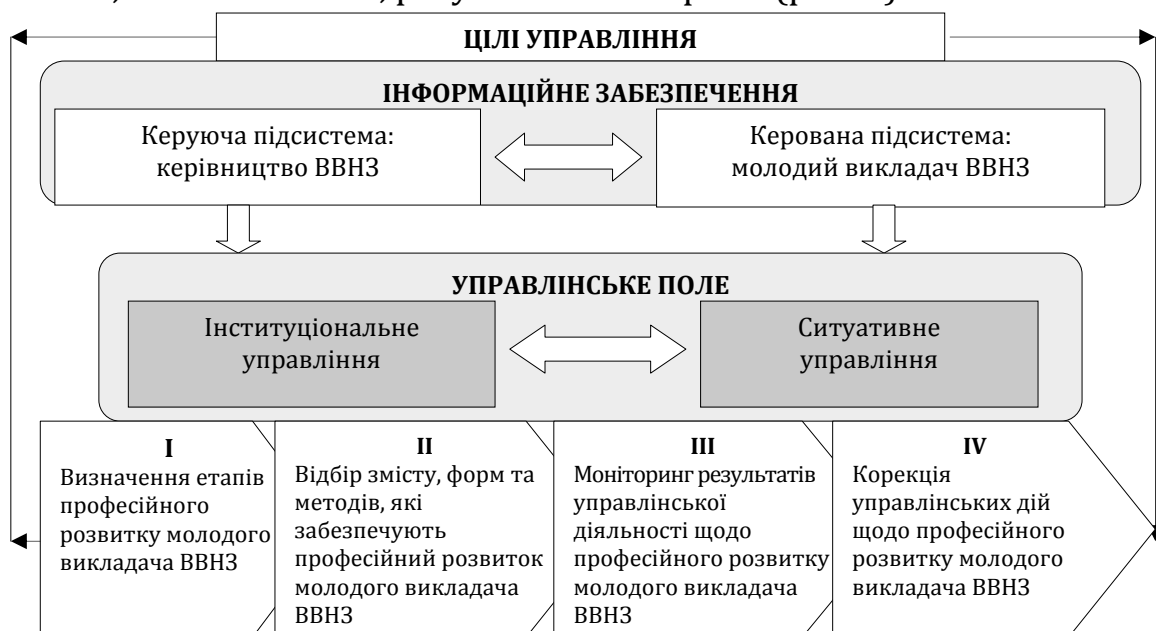 ЦІЛІ УПРАВЛІННЯ
ІНФОРМАЦІЙНЕ ЗАБЕЗПЕЧЕННЯ
Керуюча підсистема:
керівництво ВВНЗ
Керована підсистема:
молодий викладач ВВНЗ
УПРАВЛІНСЬКЕ ПОЛЕ
Інституціональне
управління
Ситуативне
управління
I
Визначення етапів
професійного
розвитку молодого
викладача ВВНЗ
II
Відбір змісту, форм та
методів, які
забезпечують
професійний розвиток
молодого викладача
ВВНЗ
III
Моніторинг результатів
управлінської
діяльності щодо
професійного розвитку
молодого викладача
ВВНЗ
IV
Корекція
управлінських дій
щодо професійного
розвитку молодого
викладача ВВНЗ